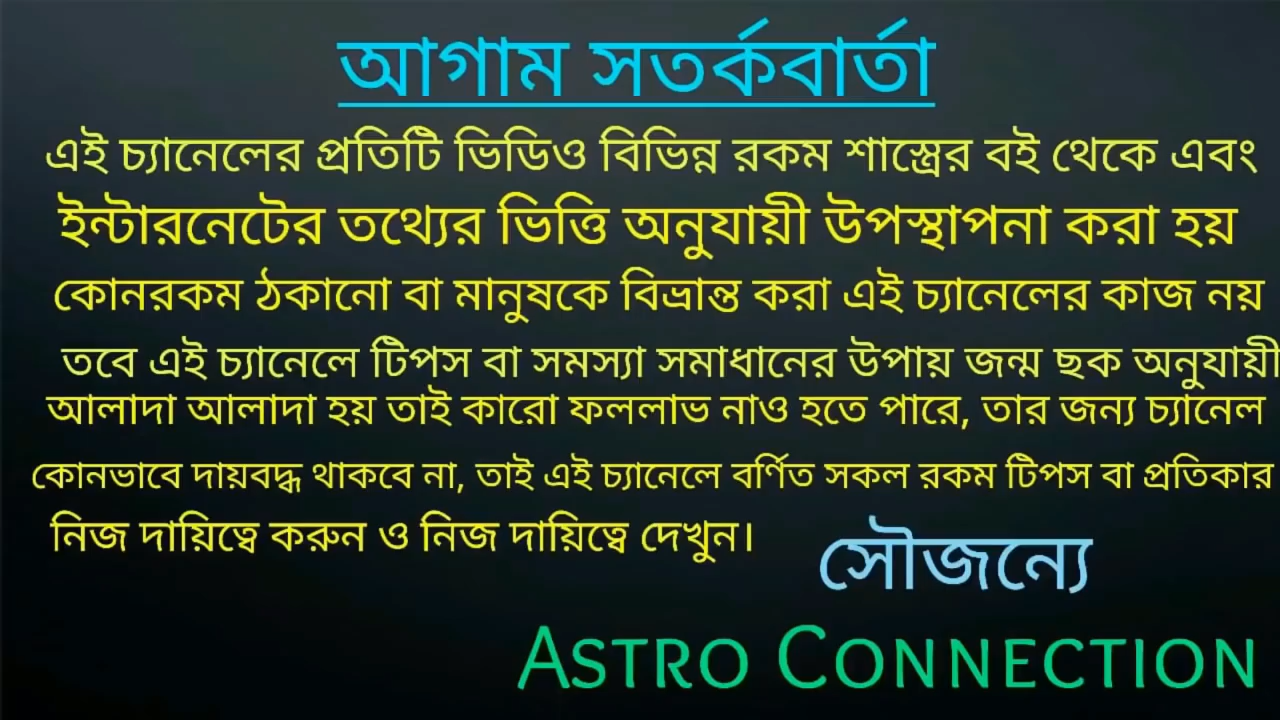 আগাম সতর্কবার্তা
এই চ্যানেলের প্রতিটি ভিডিও বিভিন্ন রকম শাস্ত্রের বই থেকে এবং
ইন্টারনেটের তথ্যের ভিত্তি অনুযায়ী উপস্থাপনা করা হয়
কোনরকম ঠকানো বা মানুষকে বিভ্রান্ত করা এই চ্যানেলের কাজ নয়
তবে এই চ্যানেলে টিপস বা সমস্যা সমাধানের উপায় জন্ম ছক অনুযায়ী
আলাদা আলাদা হয় তাই কারো ফললাভ নাও হতে পারে, তার জন্য চ্যানেল
কোনভাবে দায়বদ্ধ থাকবে না, তাই এই চ্যানেলে বর্ণিত সকল রকম টিপস বা প্রতিকার
নিজ দায়িত্বে করুন ও নিজ দায়িত্বে দেখুন।
সৌজন্যে
ASTRO CONNECTION